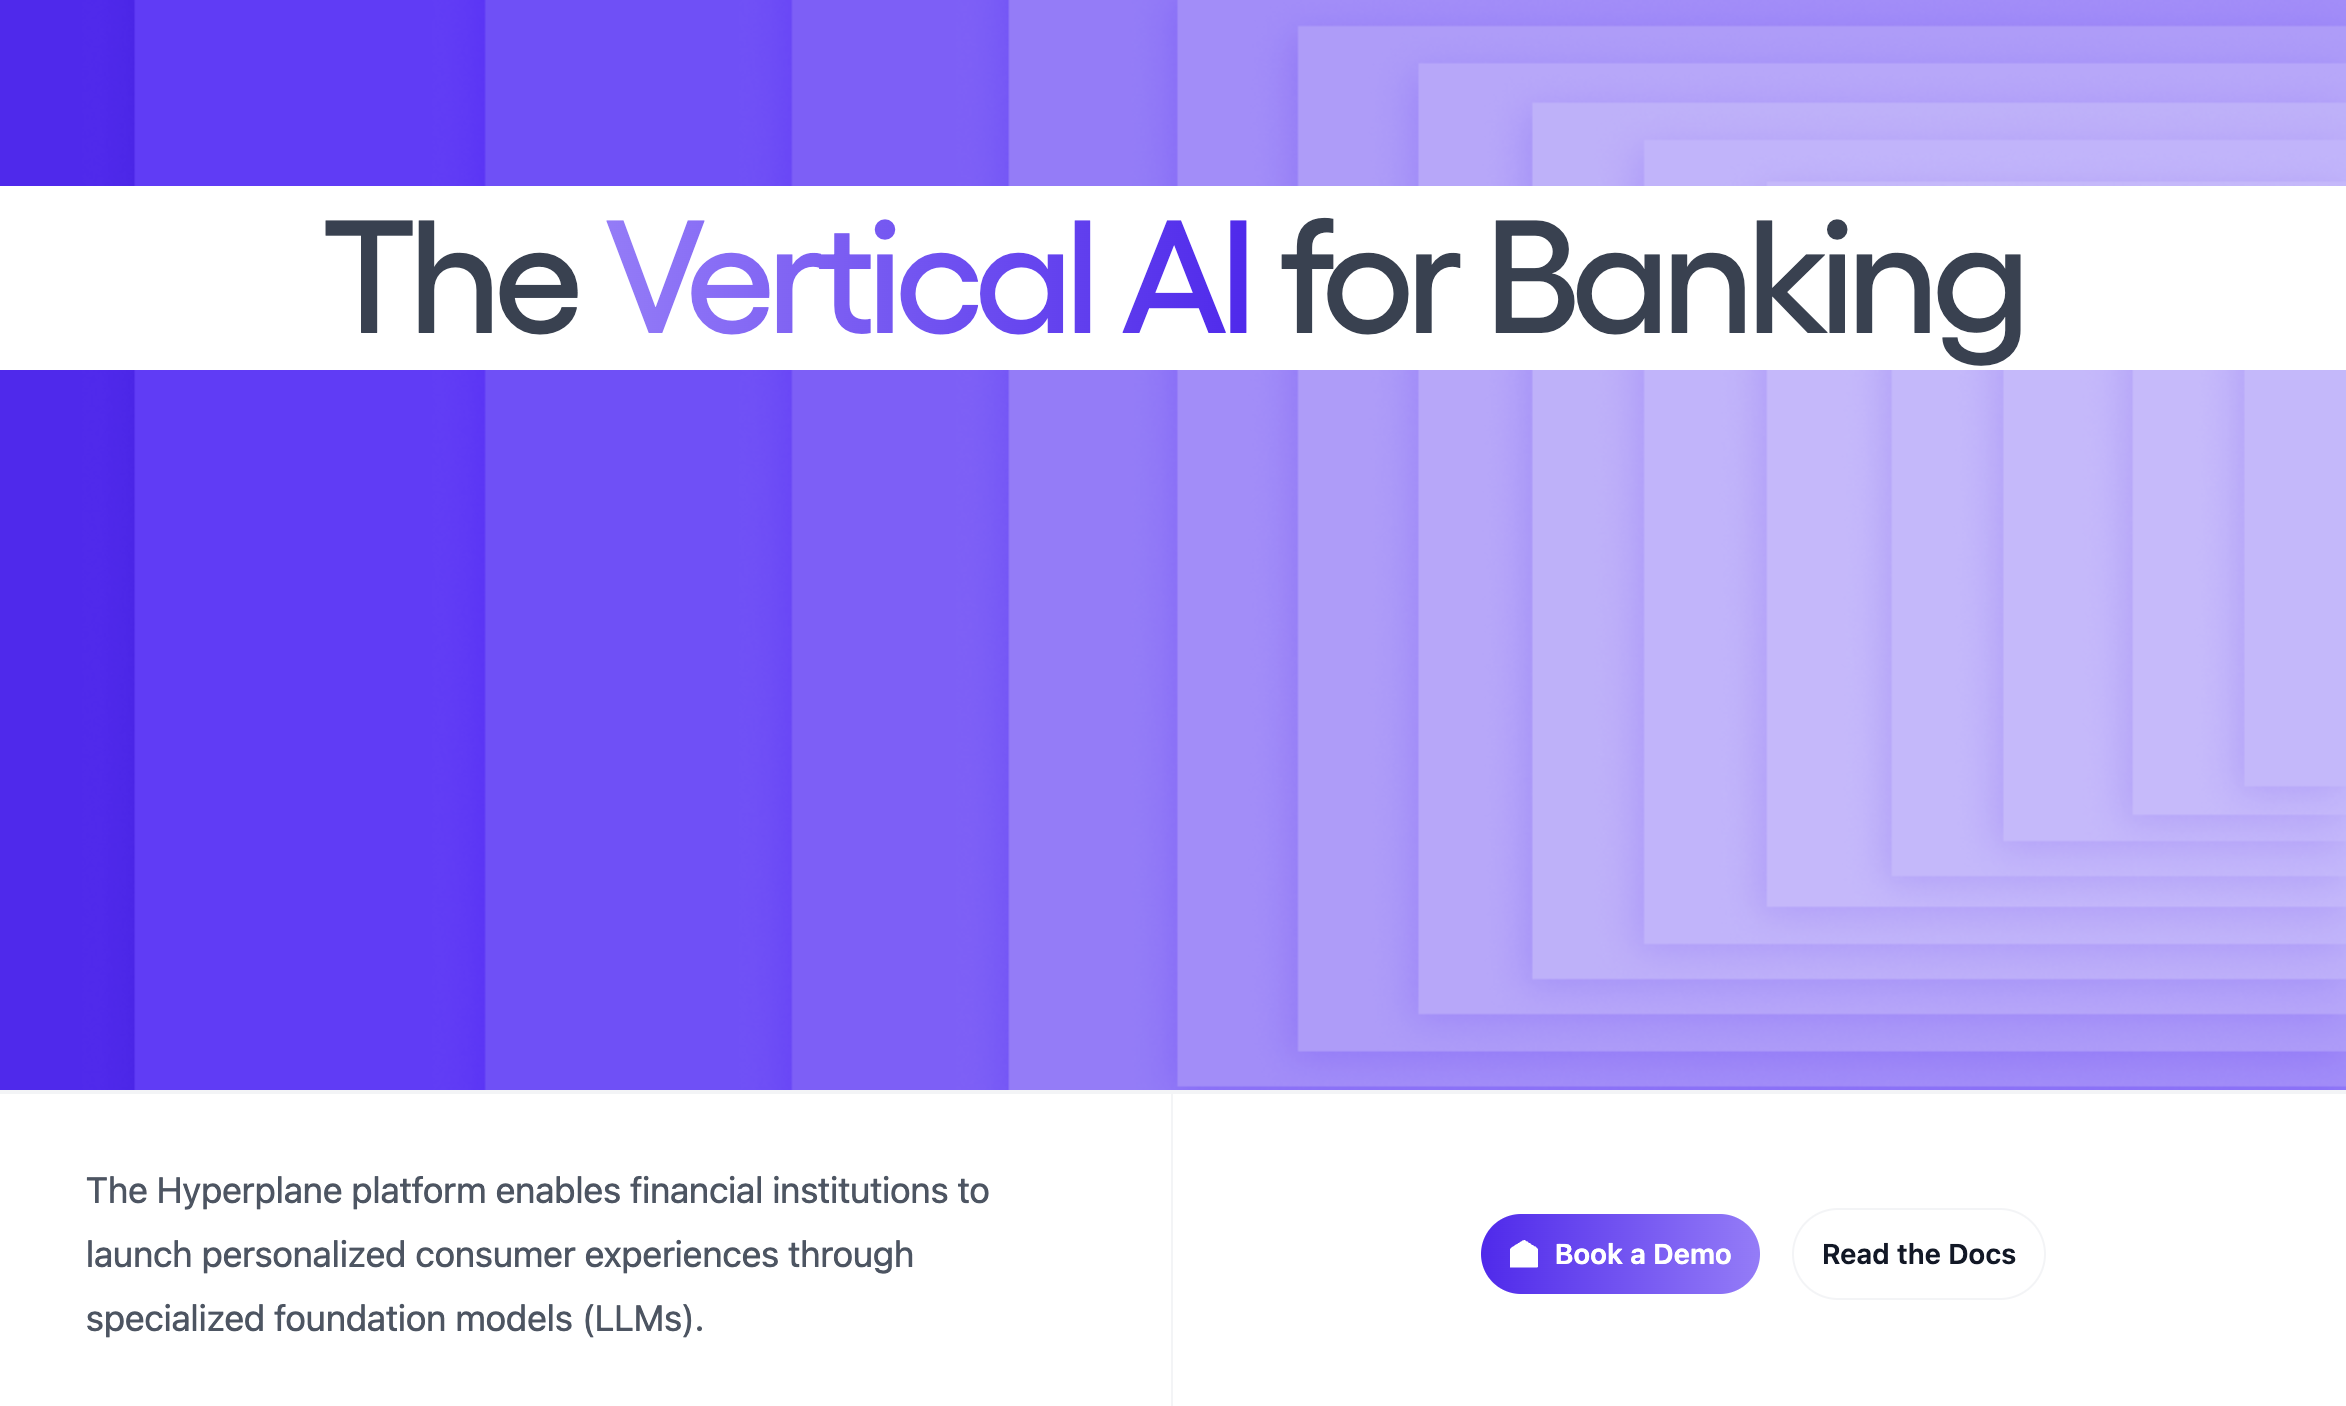 The Vertical AI for Banking
The Hyperplane platform enables financial institutions to
launch personalized consumer experiences through
specialized foundation models (LLMs).
Book a Demo
Read the Docs